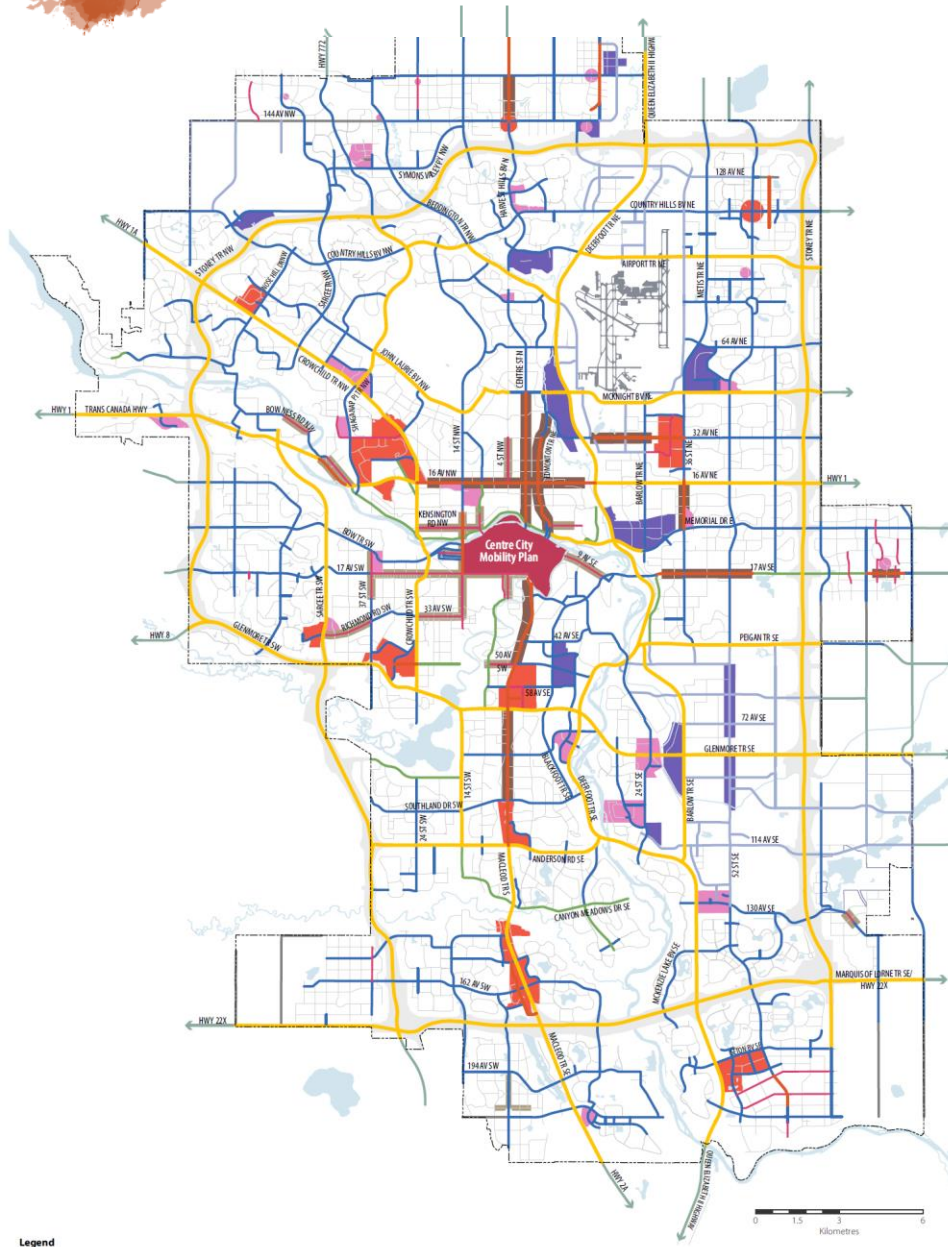 HWY 772
QUEEN ELIZABETH II HIGHW
144 AV NW
SYMONS VALLEY PY NW
HARVEST HILLS BV N
128 AV NE
COUNTRY HILLS BV NE
BEDDINGTON TR NW
DEERFOOT TR NE
STONEY TR NE
HWY 1A
STONEY TR NW
COUNTRY HILLS BV NW
SARCEE TR NW
AIRPORT TR NE
METIS TR NE
CENTRE ST N
64 AV NE
JOHN LAURIE BV NW
CROWCHILD TR NW
SHAGANAPPI TR NW
MCKNIGHT BV NE
HWY 1
TRANS CANADA HWY
BOWNESS RD NW
14 ST NW
4 ST NW
EDMONTON TR NE
32 AV NE
36 ST NE
16 AV NW
BARLOW TR NE
16 AV NE
HWY 1
KENSINGTON
RD NW
MEMORIAL DR E
BOW TR SW
Centre City
Mobility Plan
9 AV SE
17 AV SW
17 AV SE
37 ST SW
SARCEE TR SW
RICHMOND RD SW
33 AV SW
CROWCHILD TR SW
HWY 8
GLENMORE TR SW
42 AV SE
PEIGAN TR SE
50 AV
SW
58 AV SE
72 AV SE
GLENMORE TR SE
BLACKFOOT TR SE
DEERFOOT TR SE
24 ST SE
BARLOW TR SE
14 ST SW
SOUTHLAND DR SW
24 ST SW
114 AV SE
52 ST SE
ANDERSON RD SE
MACLEOD TR S
CANYON MEADOWS DR SE
130 AV SE
MCKENZIE LAKE BV SE
MARQUIS OF LORNE TR SE/
HWY 22X
162 AV SW
HWY 22X
MACLEOD TR SE
194 AV SW
HWY 2A
QUEEN ELIZABETH II HIGHWAY
0 1.5 3 6
Kilometres
Legend